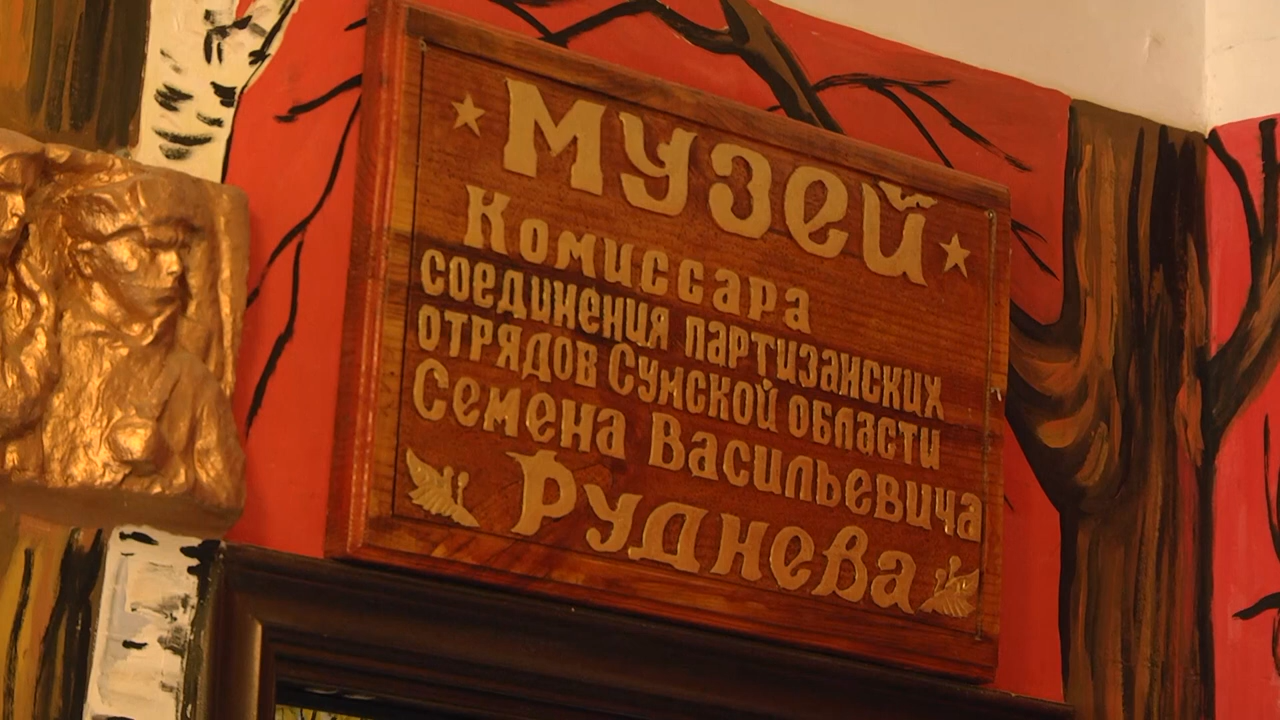 Музей
Комиссара
соединения партизанских
отрядов Сумской области
Семена Васильевича
Руднева